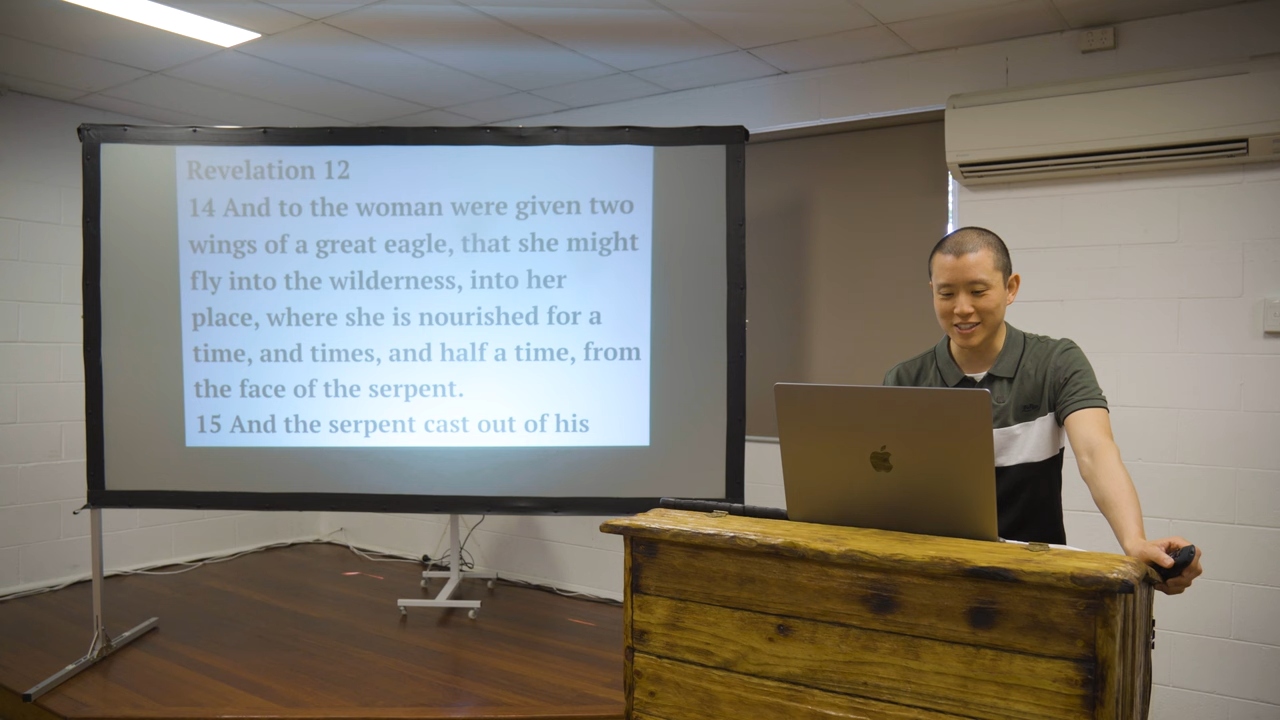 Revelation 12
14 And to the woman were given two
wings of a great eagle, that she might
fly into the wilderness, into her
place, where she is nourished for a
time, and times, and half a time, from
the face of the serpent.
15 And the serpent cast out of his